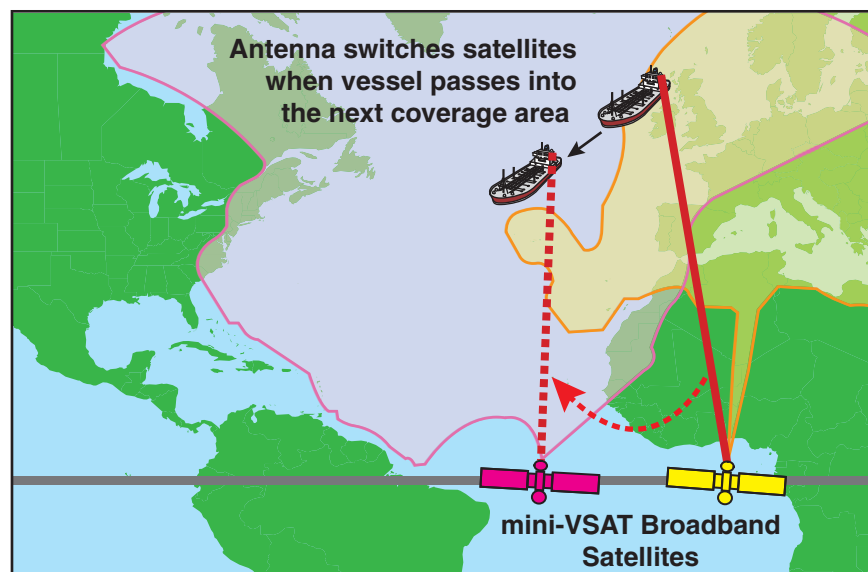 Antenna switches satellites
when vessel passes into
the next coverage area
mini-VSAT Broadband
Satellites